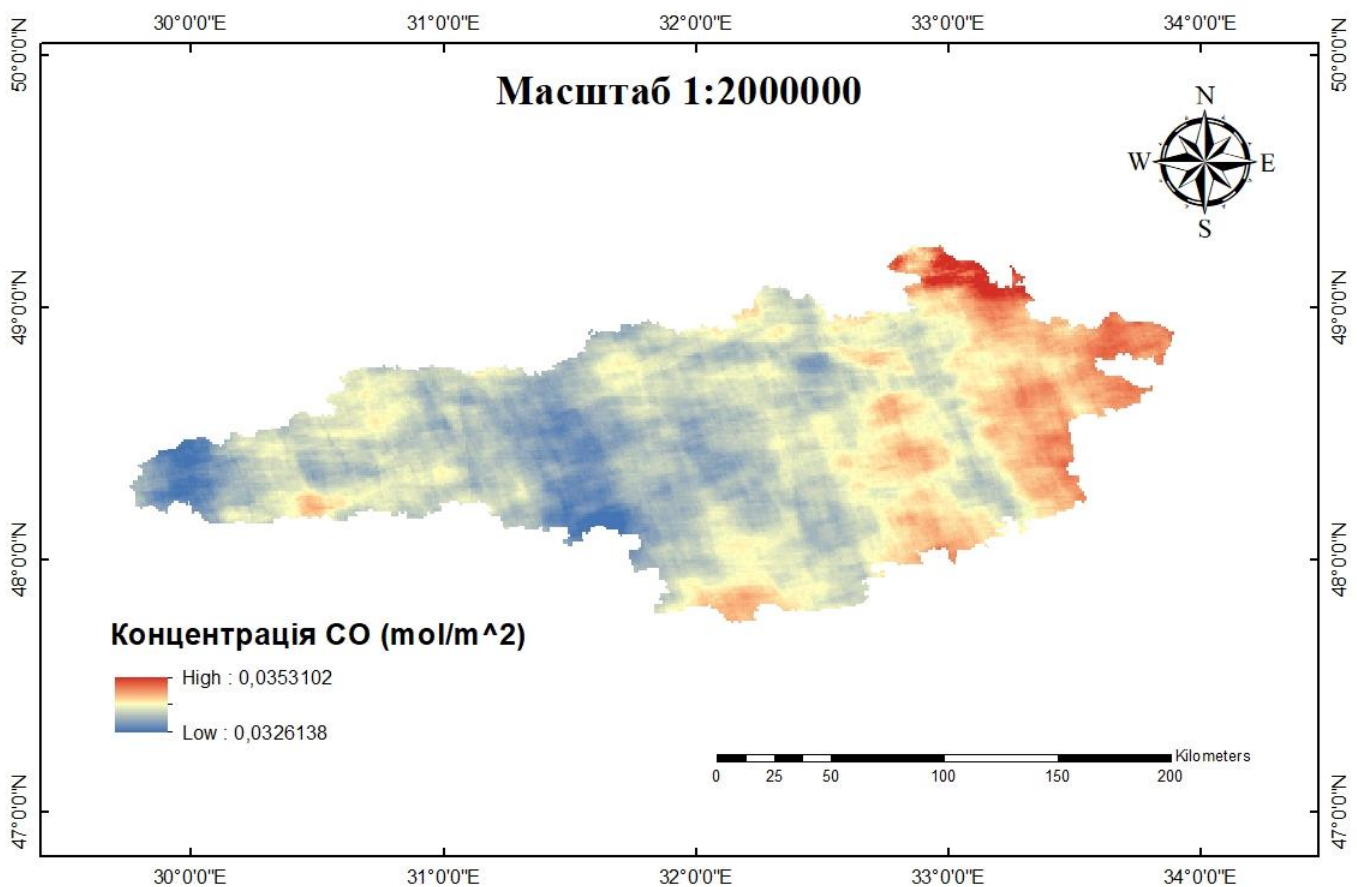 30°0'0"E 31°0'0"E 32°0'0"E 33°0'0"E 34°0'0"E
50°0'0"N 50°0'0"N
Масштаб 1:2000000
N
W E
S
49°0'0"N 49°0'0"N
48°0'0"N 48°0'0"N
Концентрація CO (mol/m^2)
High : 0,0353102
Low : 0,0326138
Kilometers
0 25 50 100 150 200
47°0'0"N 47°0'0"N
30°0'0"E 31°0'0"E 32°0'0"E 33°0'0"E 34°0'0"E